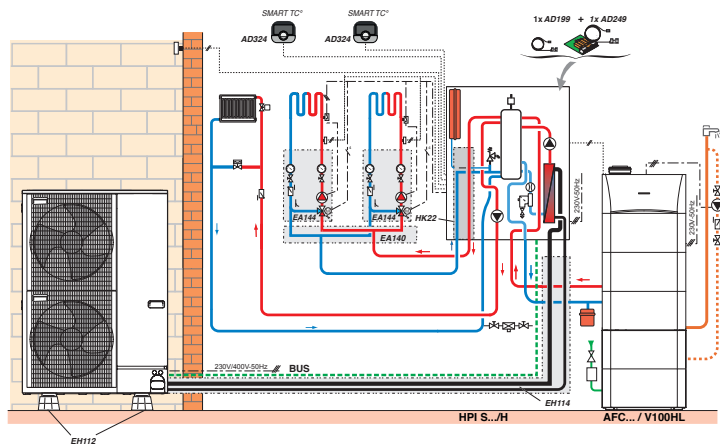 SMART TC°
AD324
SMART TC°
AD324
1x AD199 + 1x AD249
EA144
EA144
HK22
EA140
230V-50Hz
230V-50Hz
230V/400V-50Hz
BUS
EH114
HPI S.../H
AFC... / V100HL
EH112